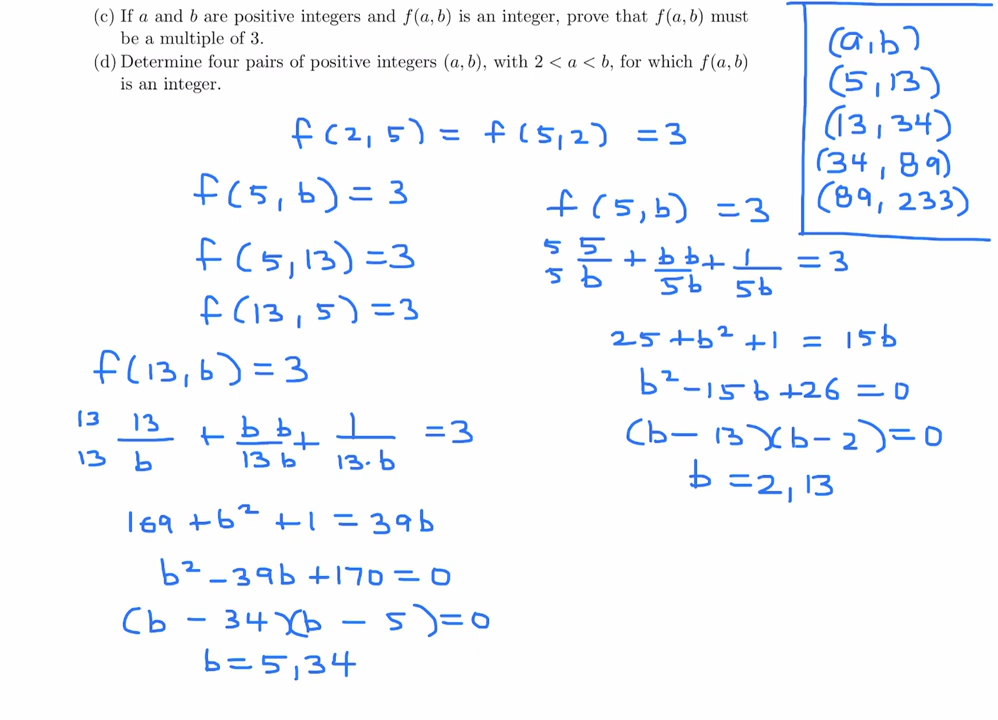 (c) If a and b are positive integers and f(a, b) is an integer, prove that f(a, b) must
be a multiple of 3.
(d) Determine four pairs of positive integers (a, b), with 2 < a < b, for which f(a, b)
is an integer.
(a,b)
(5,13)
(13,34)
(34,89)
(89,233)
f(2,5) = f(5,2) = 3
f(5,b) = 3
f(5,13) = 3
f(13,5) = 3
f(13,b) = 3
13/13 13/b + b b/13 b + 1/13·b = 3
169 + b² + 1 = 39b
b² - 39b + 170 = 0
(b - 34)(b - 5) = 0
b = 5,34
f(5,b) = 3
5/5 5/b + b b/5b + 1/5b = 3
25 + b² + 1 = 15b
b² - 15b + 26 = 0
(b - 13)(b - 2) = 0
b = 2,13